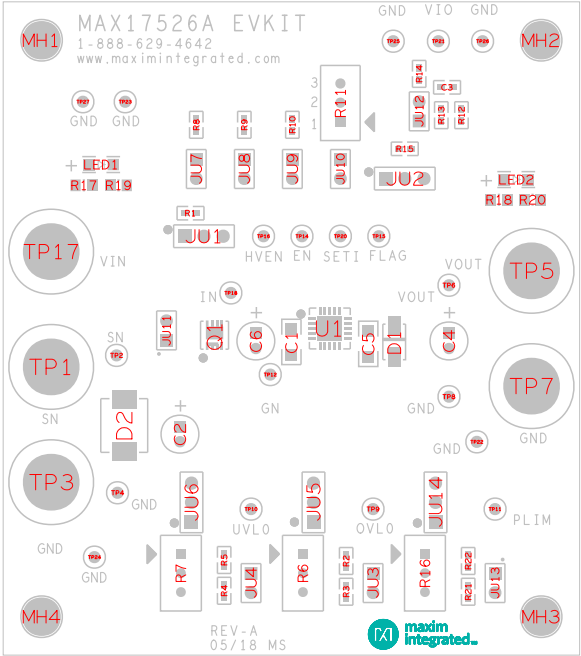 MAX17526A EVKIT
1-888-629-4642
www.maximintegrated.com
GND VIO GND
MH1 TP25 TP21 TP26 MH2
R14
3
2
1
R11
C3
JU12 R13 R12
TP27 TP23
GND GND
R8 R9 R10
R15
+ LED1
R17 R19
JU7 JU8 JU9 JU10
JU2
+ LED2
R18 R20
R1
JU1
TP16 TP14 TP20 TP15
HVEN EN SETI FLAG
TP17
VIN
VOUT
TP5
TP6
IN TP18
VOUT
+ +
JU11 Q1 C6 C1 U1 C5 D1 C4
SN
TP2
TP1
SN
TP12
GN
TP7
GND
TP8
GND
D2
+
C2
TP22
GND
TP3
TP4
GND
JU6 JU5 JU14
TP10
UVLO
TP9
OVLO
TP11
PLIM
GND
TP24
GND
R7 R5 R4 JU4
R6 R2 R3 JU3
R16 R22 R21 JU13
MH4 MH3
REV-A
05/18 MS
maxim
integrated™